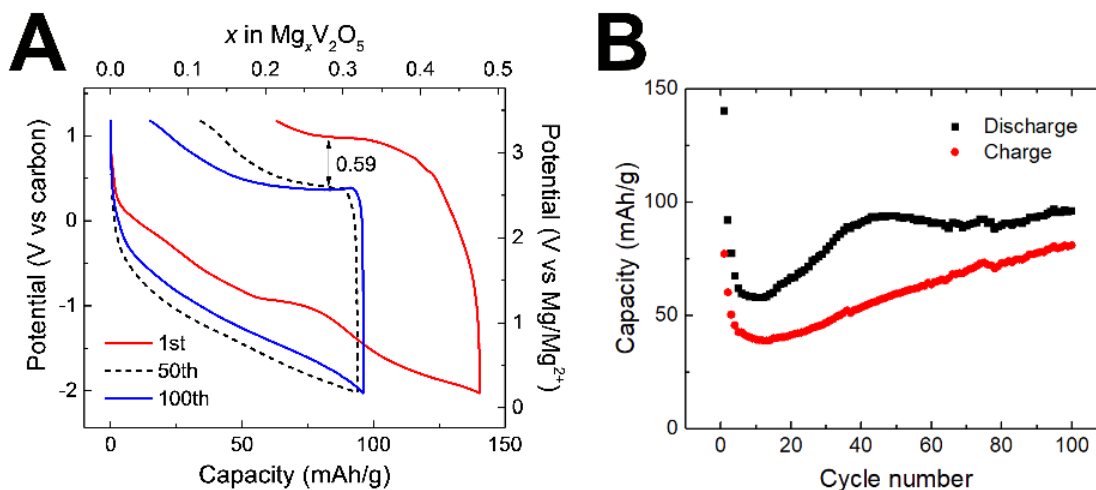 A
x in MgxV2O5
0.0 0.1 0.2 0.3 0.4 0.5
Potential (V vs carbon)
1
0
-1
-2
0.59
1st
50th
100th
3
2
1
0
Potential (V vs Mg/Mg2+)
0 50 100 150
Capacity (mAh/g)
B
Capacity (mAh/g)
150
100
50
0
Discharge
Charge
0 20 40 60 80 100
Cycle number